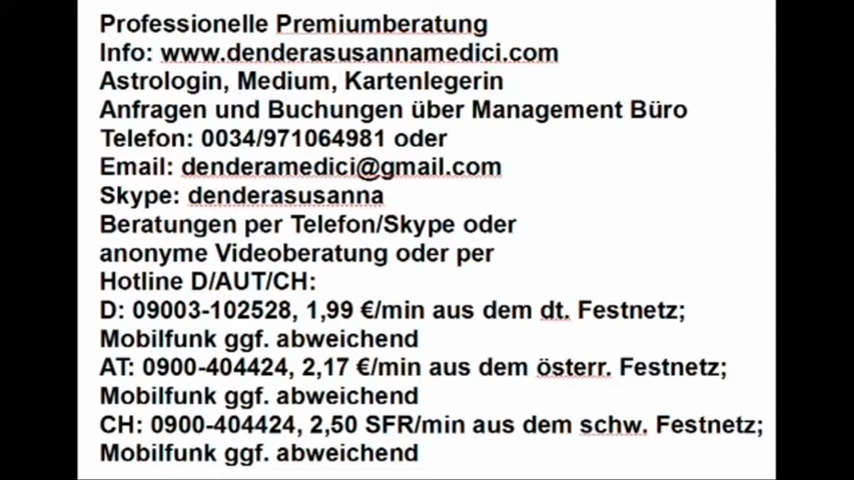 Professionelle Premiumberatung
Info: www.denderasusannamedici.com
Astrologin, Medium, Kartenlegerin
Anfragen und Buchungen über Management Büro
Telefon: 0034/971064981 oder
Email: denderamedici@gmail.com
Skype: denderasusanna
Beratungen per Telefon/Skype oder
anonyme Videoberatung oder per
Hotline D/AUT/CH:
D: 09003-102528, 1,99 €/min aus dem dt. Festnetz;
Mobilfunk ggf. abweichend
AT: 0900-404424, 2,17 €/min aus dem österr. Festnetz;
Mobilfunk ggf. abweichend
CH: 0900-404424, 2,50 SFR/min aus dem schw. Festnetz;
Mobilfunk ggf. abweichend